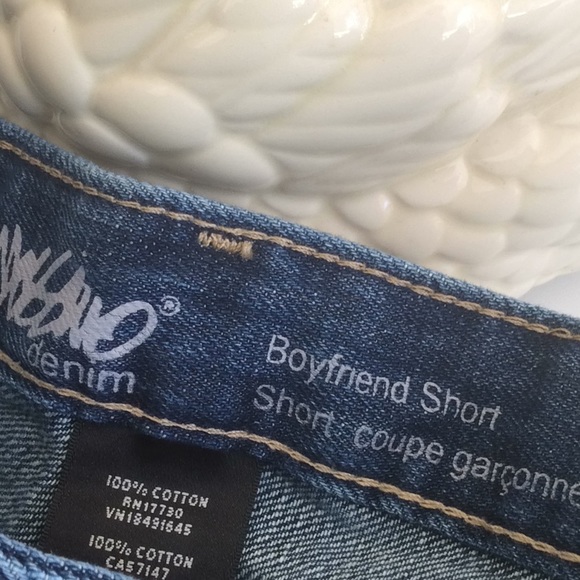 denim
®
Boyfriend Short
Short coupe garçonne
100% COTTON
RN17730
VN18491645
100% COTTON
CA57147